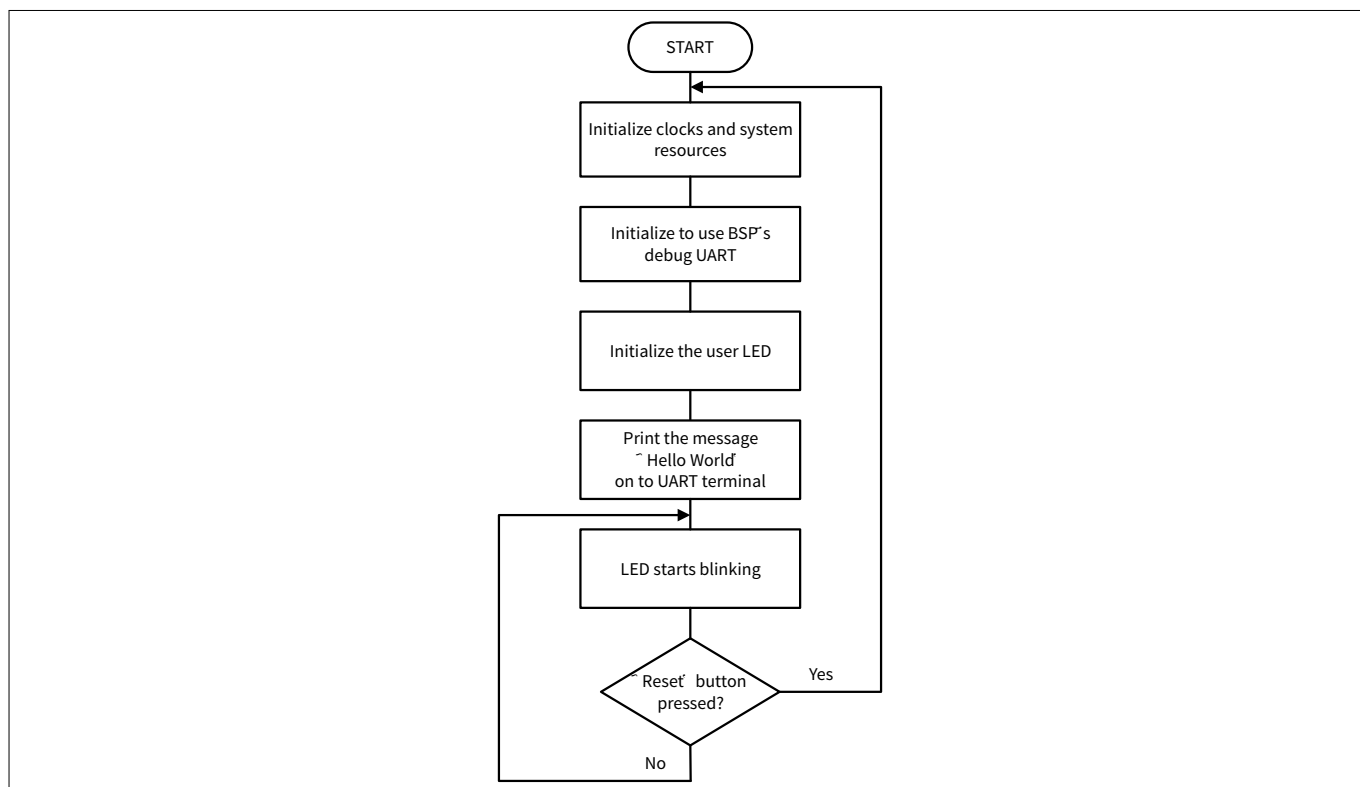 START
Initialize clocks and system
resources
Initialize to use BSP´s
debug UART
Initialize the user LED
Print the message
˜Hello World´
on to UART terminal
LED starts blinking
˜Reset´ button
pressed?
Yes
No